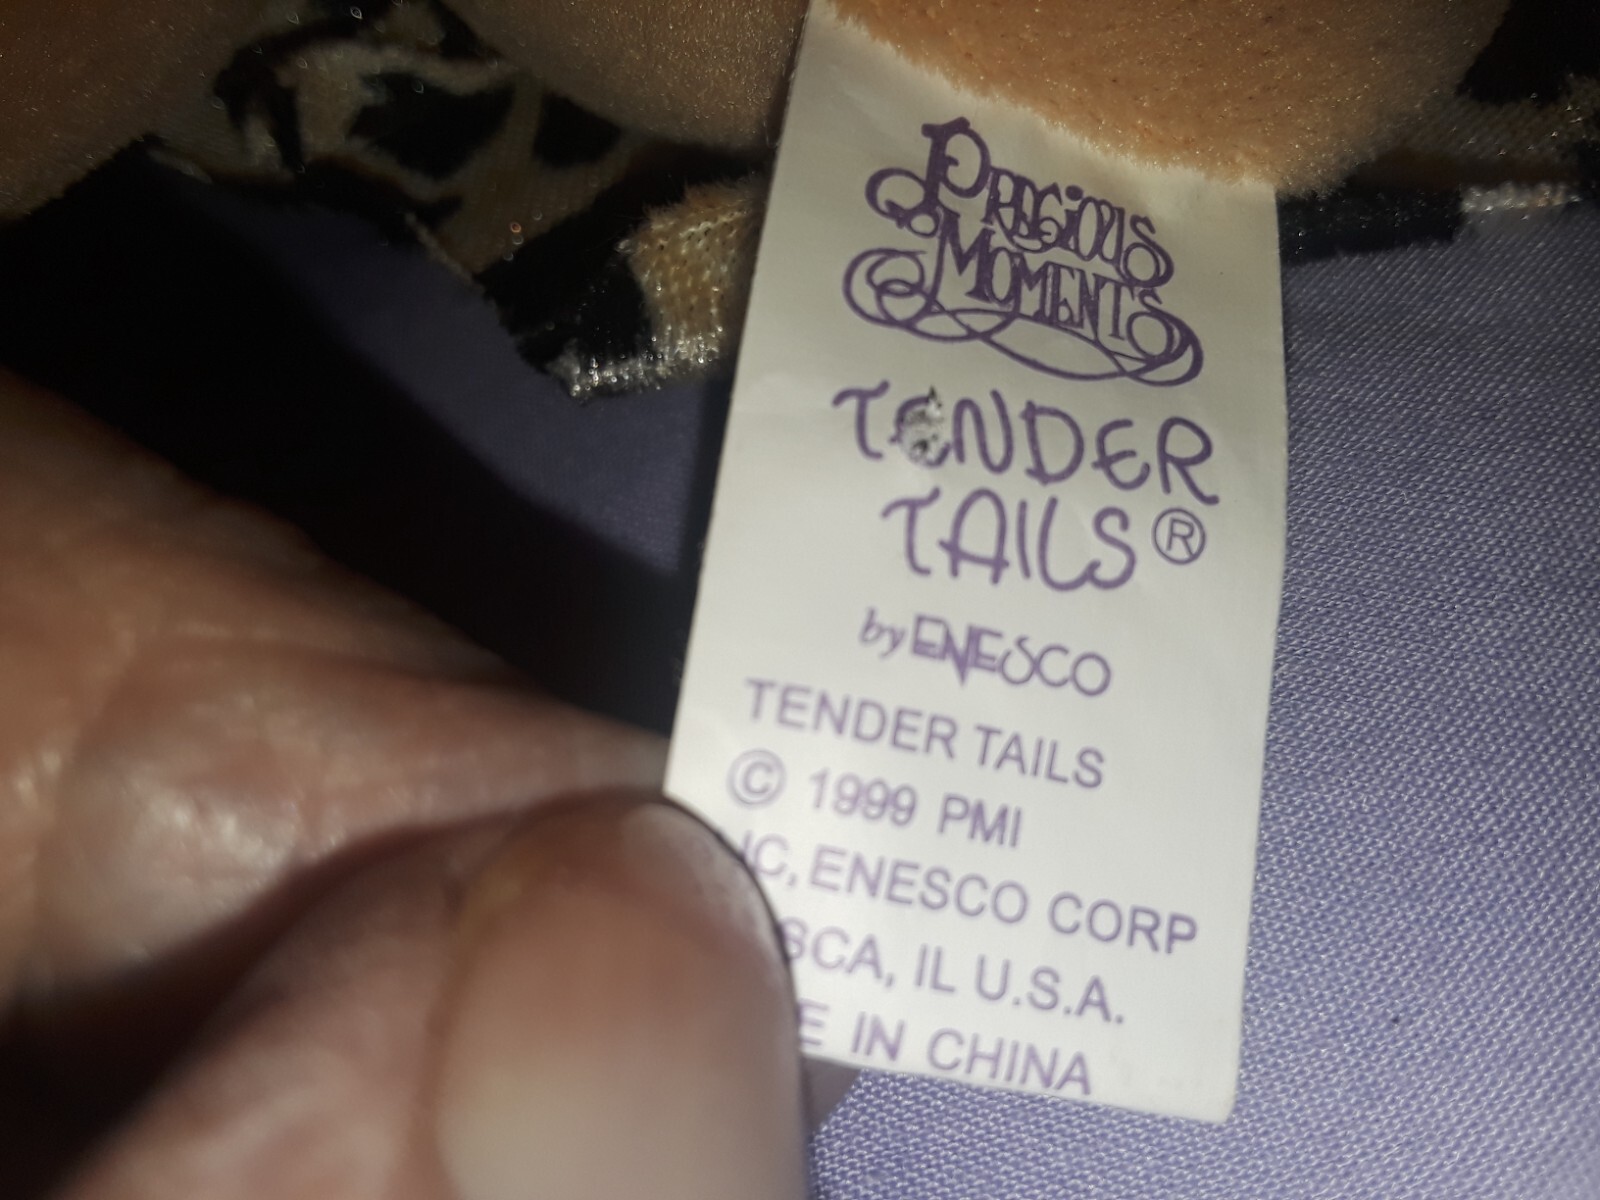 PRECIOUS
MOMENTS
TENDER
TAILS®
by ENESCO
TENDER TAILS
© 1999 PMI
, ENESCO CORP
IL U.S.A.
IN CHINA